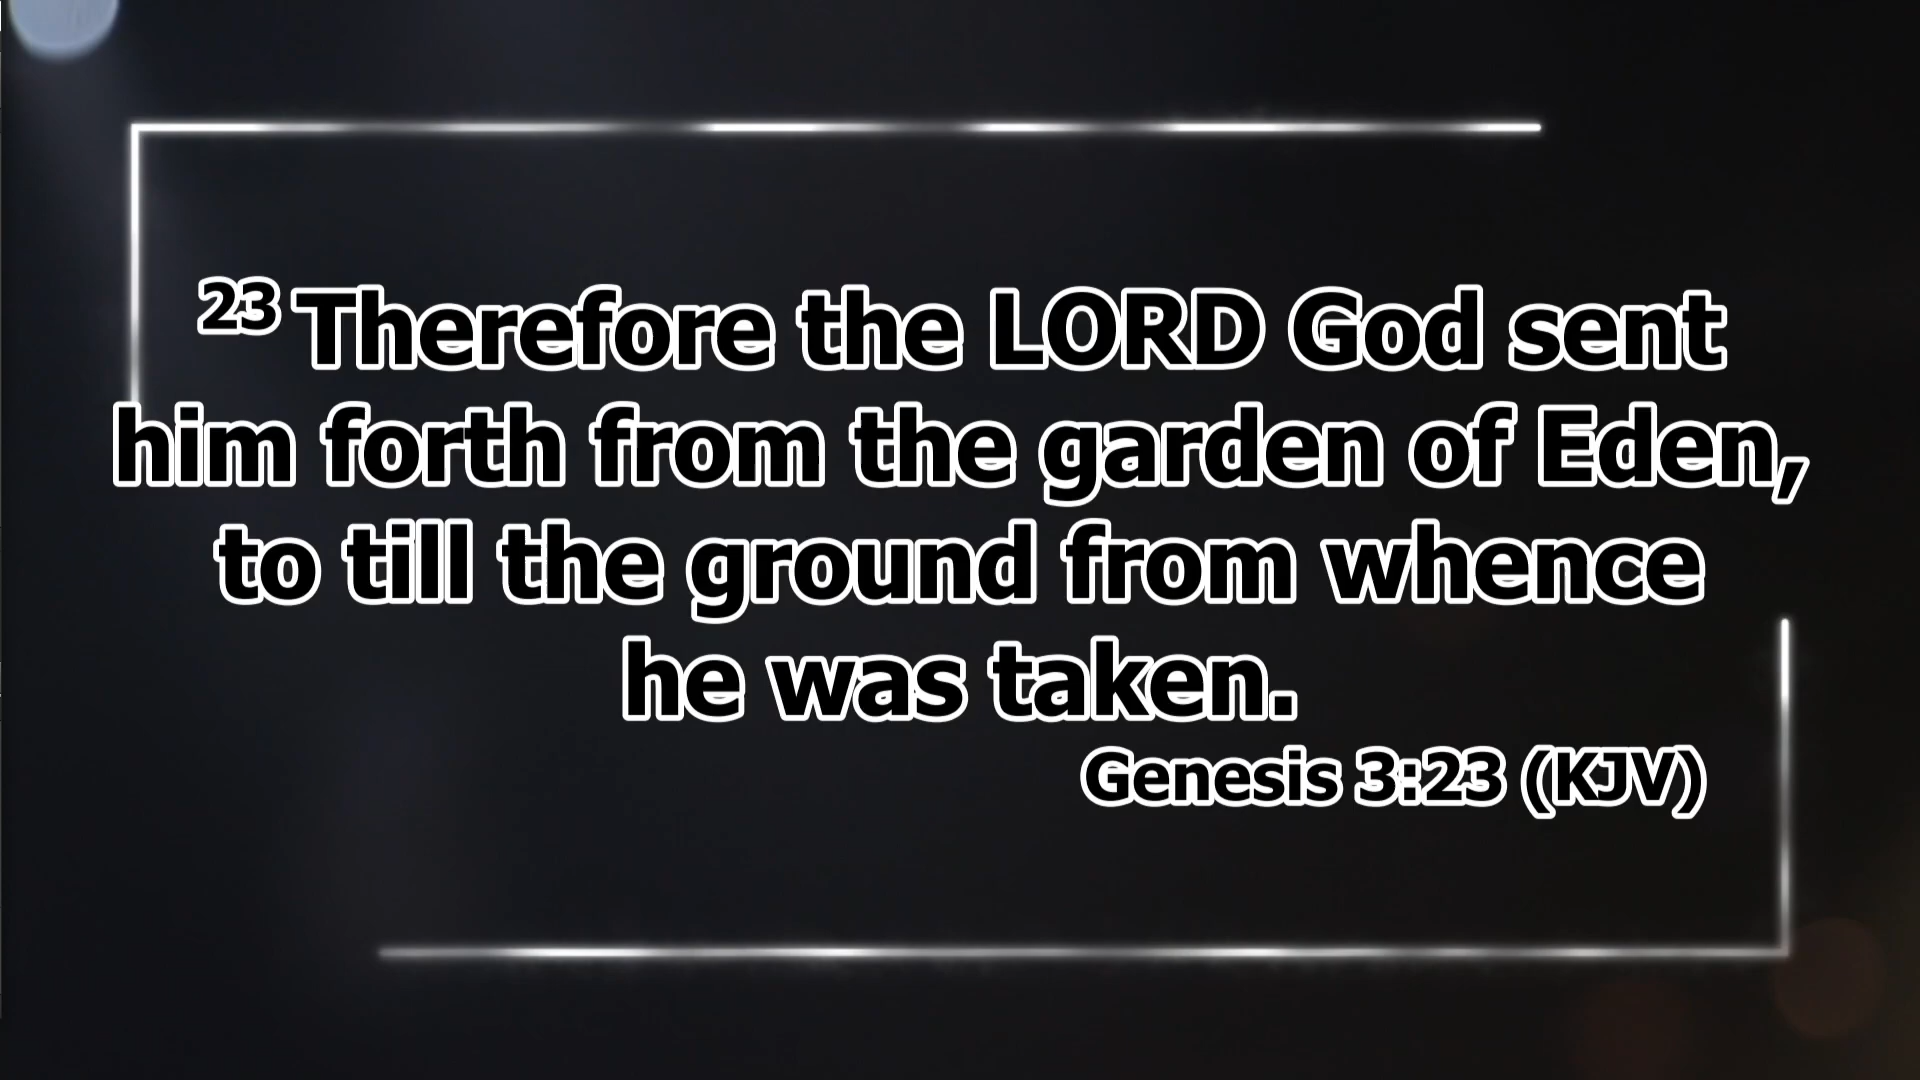 23 Therefore the LORD God sent
him forth from the garden of Eden,
to till the ground from whence
he was taken.
Genesis 3:23 (KJV)